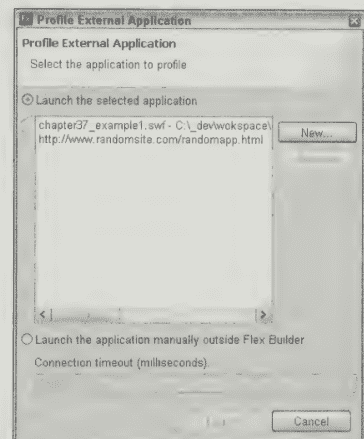 Profile External Application
Profile External Application
Select the application to profile
Launch the selected application
chapter37_example1.swf - C:\_dev\wokspace\
http://www.randomsite.com/randomapp.html
New...
Launch the application manually outside Flex Builder
Connection timeout (milliseconds)
Cancel